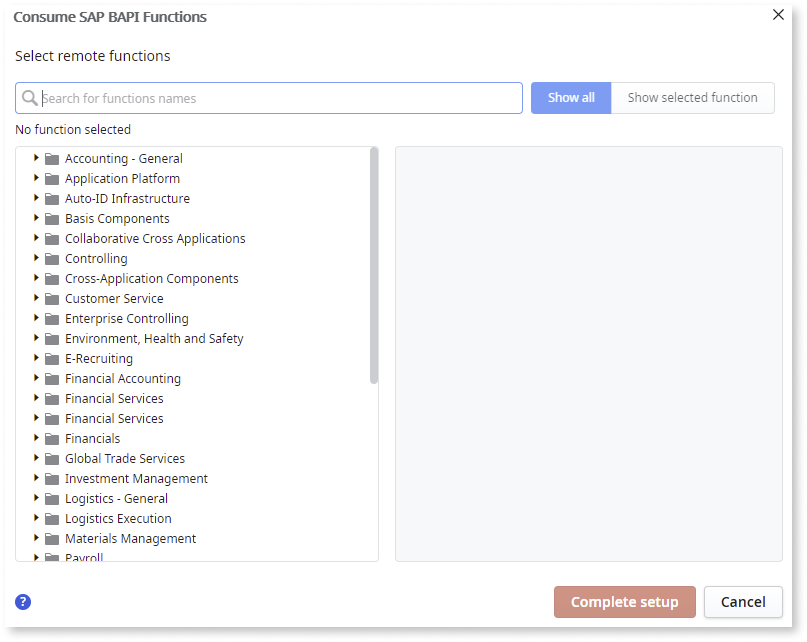 Consume SAP BAPI Functions
Select remote functions
Search for functions names
Show all
Show selected function
No function selected
Accounting - General
Application Platform
Auto-ID Infrastructure
Basis Components
Collaborative Cross Applications
Controlling
Cross-Application Components
Customer Service
Enterprise Controlling
Environment, Health and Safety
E-Recruiting
Financial Accounting
Financial Services
Financial Services
Financials
Global Trade Services
Investment Management
Logistics - General
Logistics Execution
Materials Management
Payroll
?
Complete setup
Cancel